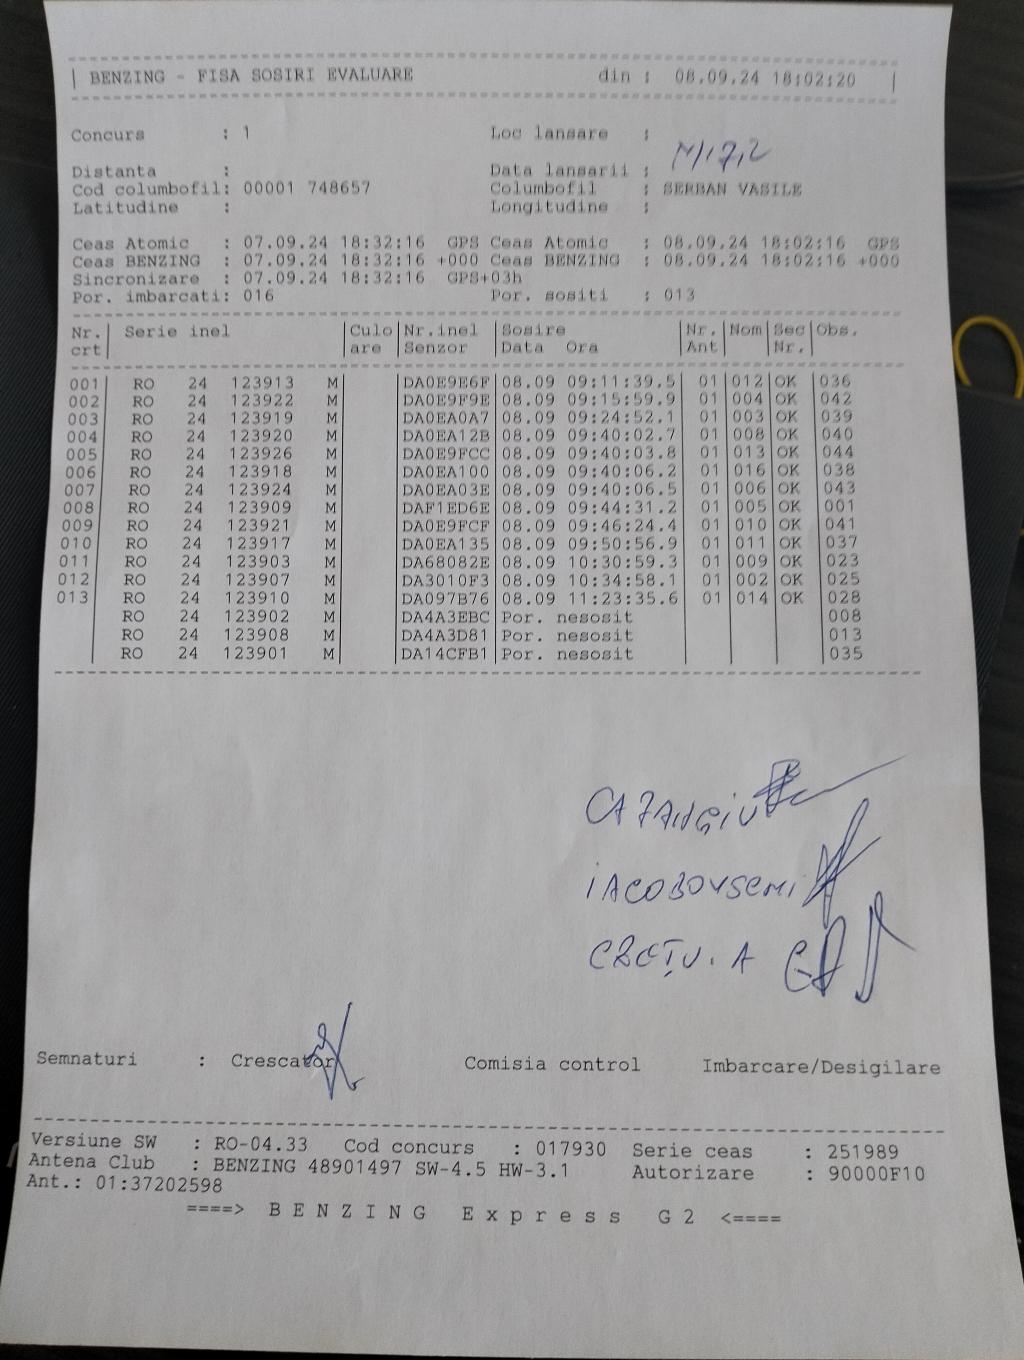 | BENZING - FISA SOSIRI EVALUARE din : 08.09.24 18:02:20 |
Concurs : 1 Loc lansare :
Distanta : Data lansarii :
Cod columbofil: 00001 748657 Columbofil : SERBAN VASILE
Latitudine : Longitudine :
Ceas Atomic : 07.09.24 18:32:16 GPS Ceas Atomic : 08.09.24 18:02:16 GPS
Ceas BENZING : 07.09.24 18:32:16 +000 Ceas BENZING : 08.09.24 18:02:16 +000
Sincronizare : 07.09.24 18:32:16 GPS+03h
Por. imbarcati: 016 Por. sositi : 013
Nr. | Serie inel |Culo|Nr.inel |Sosire |Nr.|Nom|Sec|Obs.
crt| |are |Senzor |Data Ora |Ant| |Nr.|
001| RO 24 123913 M| |DA0E9E6F|08.09 09:11:39.5| 01|012|OK |036
002| RO 24 123922 M| |DA0E9F9E|08.09 09:15:59.9| 01|004|OK |042
003| RO 24 123919 M| |DA0EA0A7|08.09 09:24:52.1| 01|003|OK |039
004| RO 24 123920 M| |DA0EA12B|08.09 09:40:02.7| 01|008|OK |040
005| RO 24 123926 M| |DA0E9FCC|08.09 09:40:03.8| 01|013|OK |044
006| RO 24 123918 M| |DA0EA100|08.09 09:40:06.2| 01|016|OK |038
007| RO 24 123924 M| |DA0EA03E|08.09 09:40:06.5| 01|006|OK |043
008| RO 24 123909 M| |DAF1ED6E|08.09 09:44:31.2| 01|005|OK |001
009| RO 24 123921 M| |DA0E9FCF|08.09 09:46:24.4| 01|010|OK |041
010| RO 24 123917 M| |DA0EA135|08.09 09:50:56.9| 01|011|OK |037
011| RO 24 123903 M| |DA68082E|08.09 10:30:59.3| 01|009|OK |023
012| RO 24 123907 M| |DA3010F3|08.09 10:34:58.1| 01|002|OK |025
013| RO 24 123910 M| |DA097B76|08.09 11:23:35.6| 01|014|OK |028
| RO 24 123902 M| |DA4A3EBC|Por. nesosit | | | |008
| RO 24 123908 M| |DA4A3D81|Por. nesosit | | | |013
| RO 24 123901 M| |DA14CFB1|Por. nesosit | | | |035
CREȚU. A
Semnaturi : Crescator Comisia control Imbarcare/Desigilare
Versiune SW : RO-04.33 Cod concurs : 017930 Serie ceas : 251989
Antena Club : BENZING 48901497 SW-4.5 HW-3.1 Autorizare : 90000F10
Ant.: 01:37202598
====> B E N Z I N G E x p r e s s G 2 <====